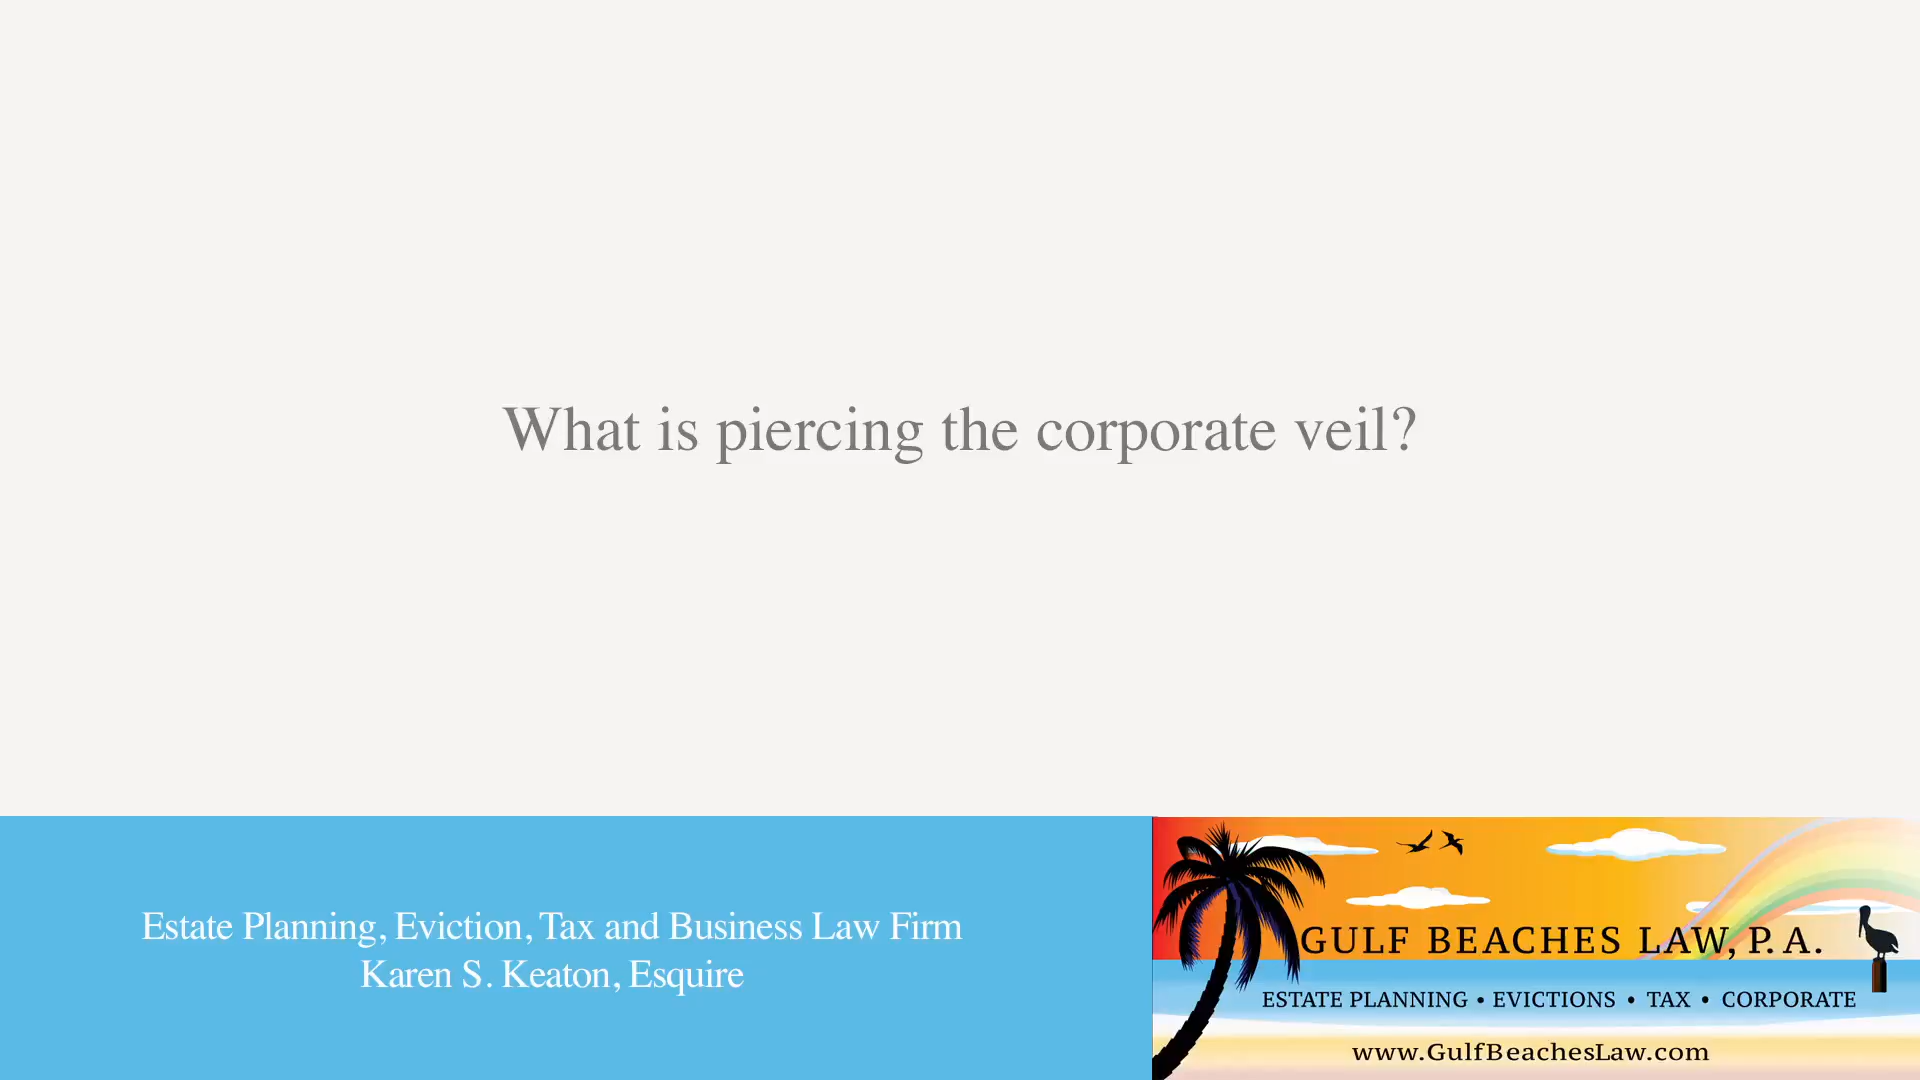 What is piercing the corporate veil?
Estate Planning, Eviction, Tax and Business Law Firm
Karen S. Keaton, Esquire
GULF BEACHES LAW, P.A.
ESTATE PLANNING • EVICTIONS • TAX • CORPORATE
www.GulfBeachesLaw.com